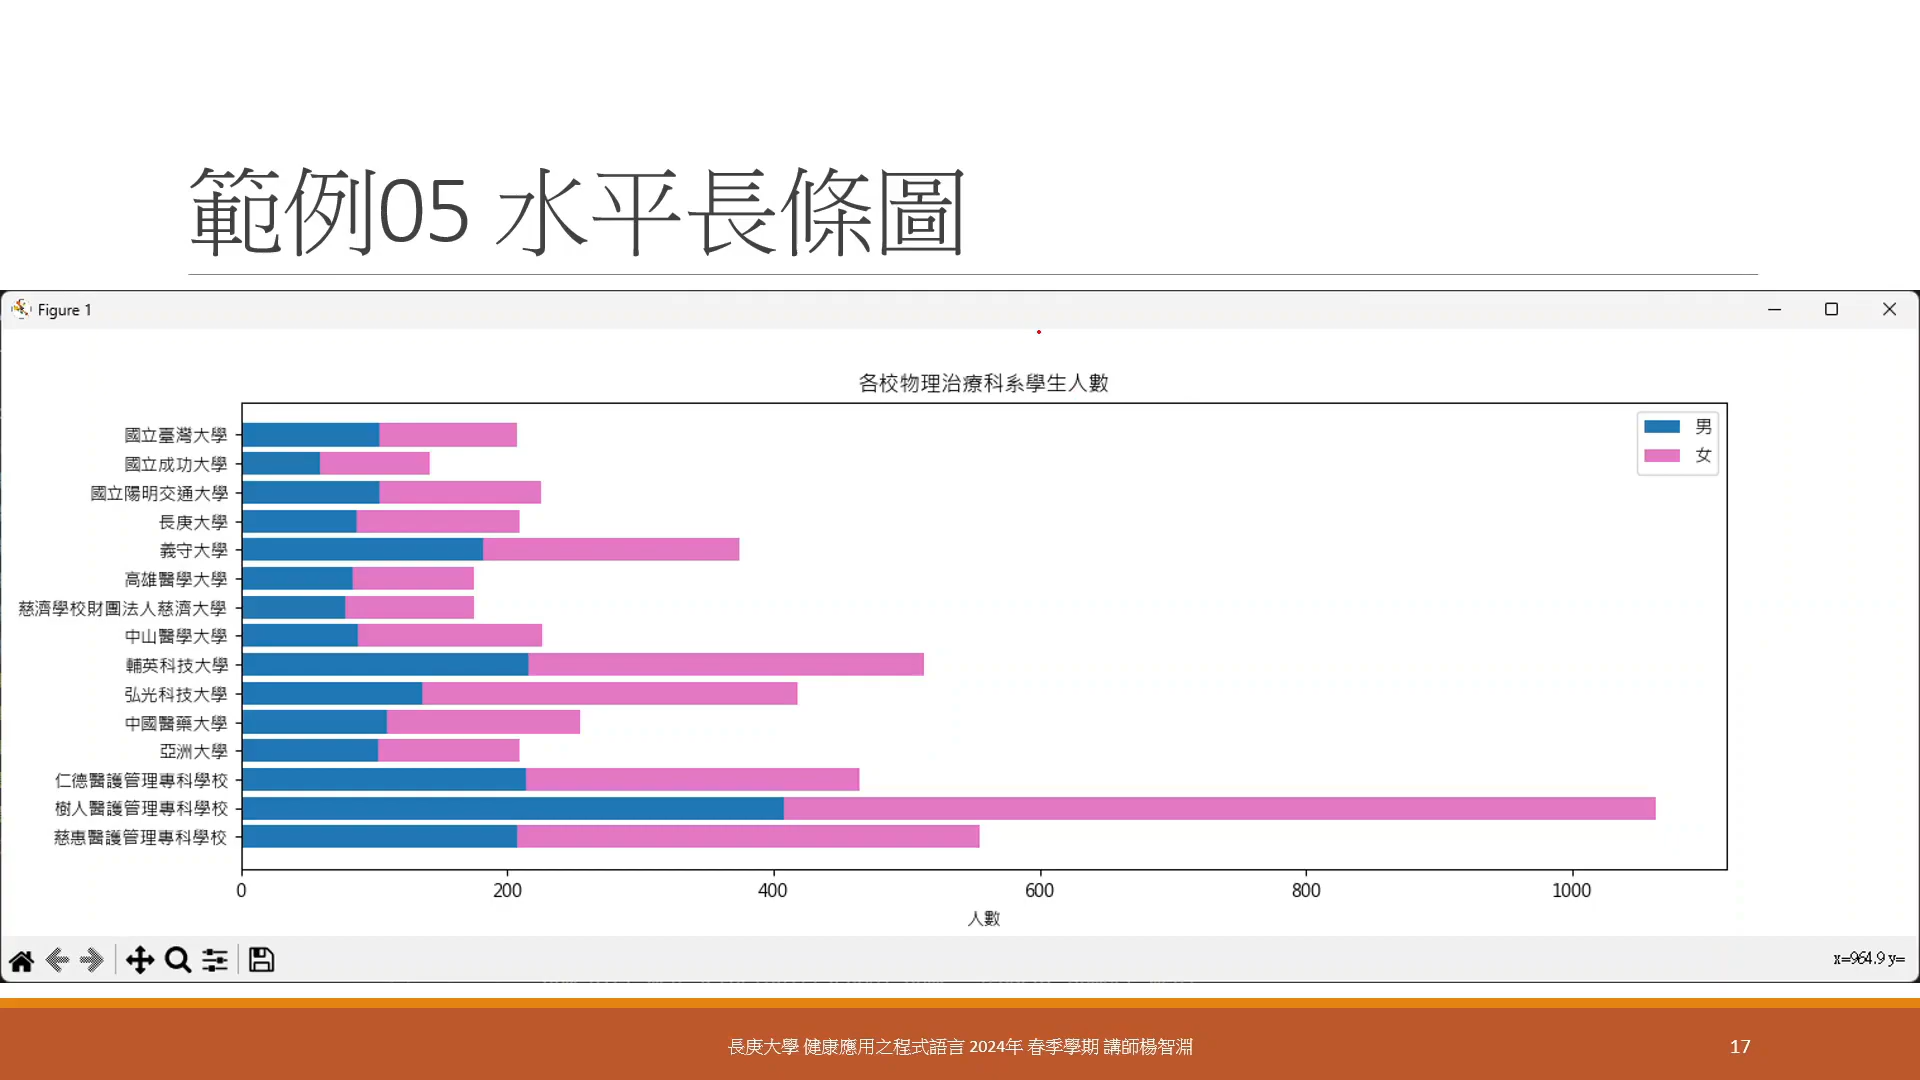 範例05 水平長條圖
Figure 1
各校物理治療科系學生人數
男
女
國立臺灣大學
國立成功大學
國立陽明交通大學
長庚大學
義守大學
高雄醫學大學
慈濟學校財團法人慈濟大學
中山醫學大學
輔英科技大學
弘光科技大學
中國醫藥大學
亞洲大學
仁德醫護管理專科學校
樹人醫護管理專科學校
慈惠醫護管理專科學校
0 200 400 600 800 1000
人數
x=964.9 y=
長庚大學 健康應用之程式語言 2024年 春季學期 講師楊智淵
17